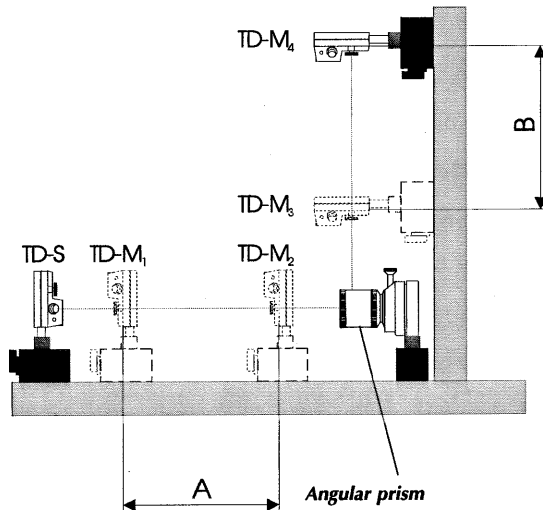 TD-M₄
B
TD-M₃
TD-S TD-M₁ TD-M₂
A
Angular prism